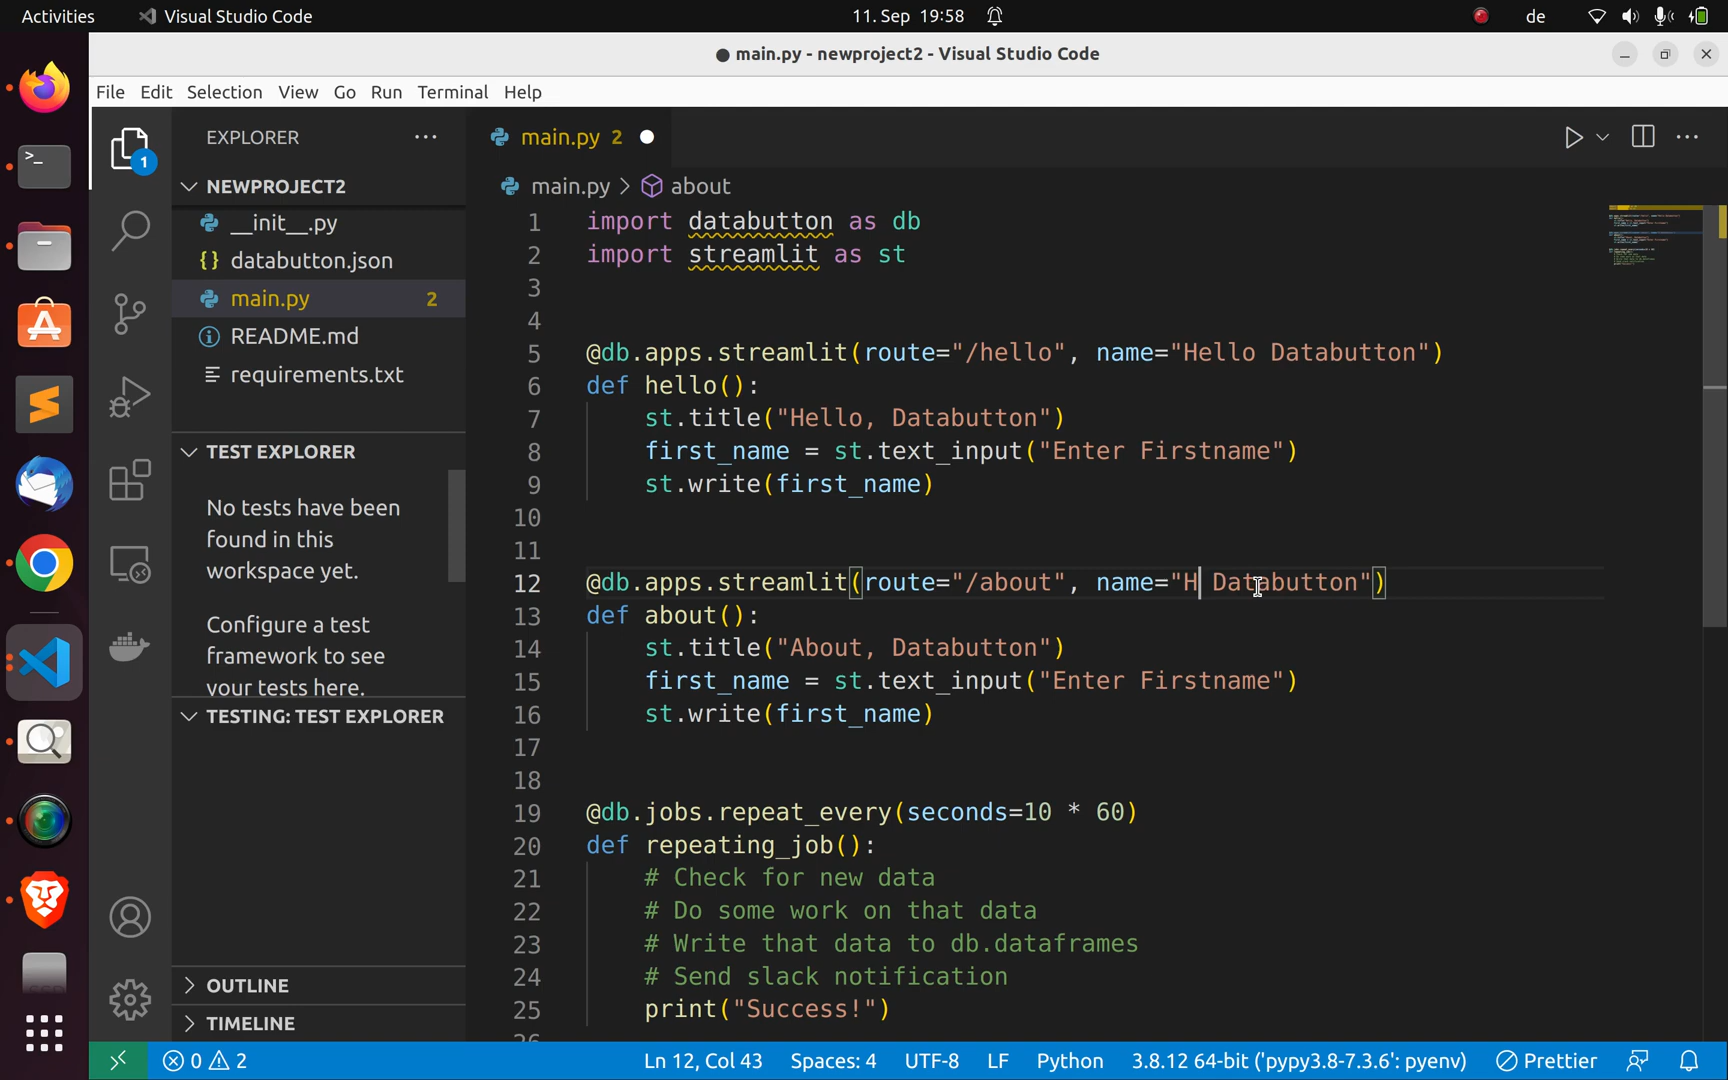 Activities Visual Studio Code 11. Sep 19:58 de
main.py - newproject2 - Visual Studio Code
File Edit Selection View Go Run Terminal Help
EXPLORER
1
NEWPROJECT2
__init__.py
{} databutton.json
main.py 2
README.md
requirements.txt
TEST EXPLORER
No tests have been
found in this
workspace yet.
Configure a test
framework to see
your tests here.
TESTING: TEST EXPLORER
OUTLINE
TIMELINE
main.py 2
main.py > about
1 import databutton as db
2 import streamlit as st
3
4
5 @db.apps.streamlit(route="/hello", name="Hello Databutton")
6 def hello():
7 st.title("Hello, Databutton")
8 first_name = st.text_input("Enter Firstname")
9 st.write(first_name)
10
11
12 @db.apps.streamlit(route="/about", name="H Databutton")
13 def about():
14 st.title("About, Databutton")
15 first_name = st.text_input("Enter Firstname")
16 st.write(first_name)
17
18
19 @db.jobs.repeat_every(seconds=10 * 60)
20 def repeating_job():
21 # Check for new data
22 # Do some work on that data
23 # Write that data to db.dataframes
24 # Send slack notification
25 print("Success!")
0 2 Ln 12, Col 43 Spaces: 4 UTF-8 LF Python 3.8.12 64-bit ('pypy3.8-7.3.6': pyenv) Prettier